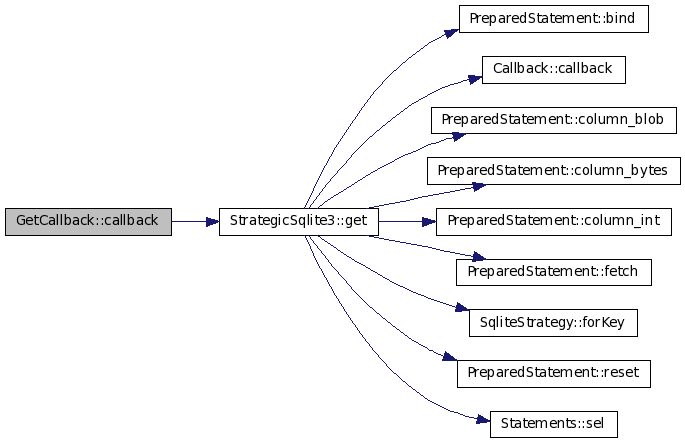 GetCallback::callback
StrategicSqlite3::get
PreparedStatement::bind
Callback::callback
PreparedStatement::column_blob
PreparedStatement::column_bytes
PreparedStatement::column_int
PreparedStatement::fetch
SqliteStrategy::forKey
PreparedStatement::reset
Statements::sel